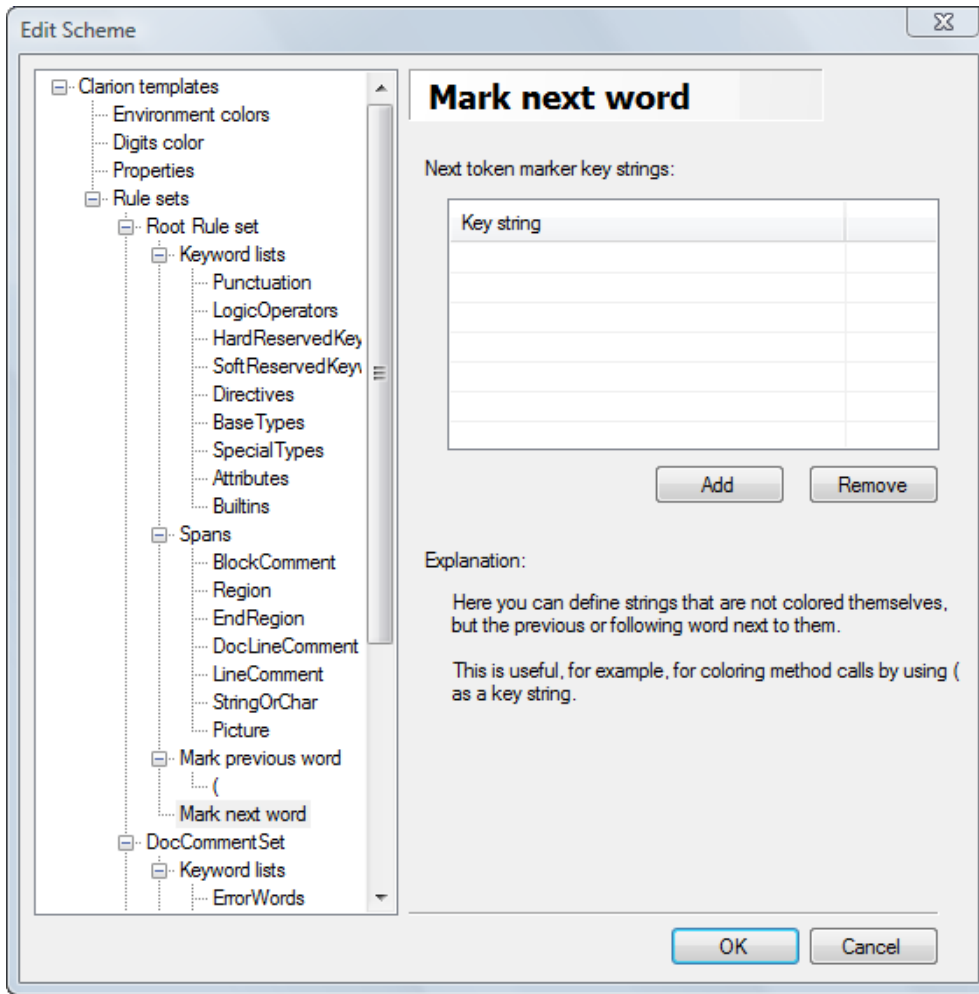 Edit Scheme
Clarion templates
Environment colors
Digits color
Properties
Rule sets
Root Rule set
Keyword lists
Punctuation
LogicOperators
HardReservedKey
SoftReservedKeyw
Directives
BaseTypes
SpecialTypes
Attributes
Builtins
Spans
BlockComment
Region
EndRegion
DocLineComment
LineComment
StringOrChar
Picture
Mark previous word
(
Mark next word
DocCommentSet
Keyword lists
ErrorWords
Mark next word
Next token marker key strings:
Key string
Add
Remove
Explanation:
Here you can define strings that are not colored themselves,
but the previous or following word next to them.
This is useful, for example, for coloring method calls by using (
as a key string.
OK
Cancel